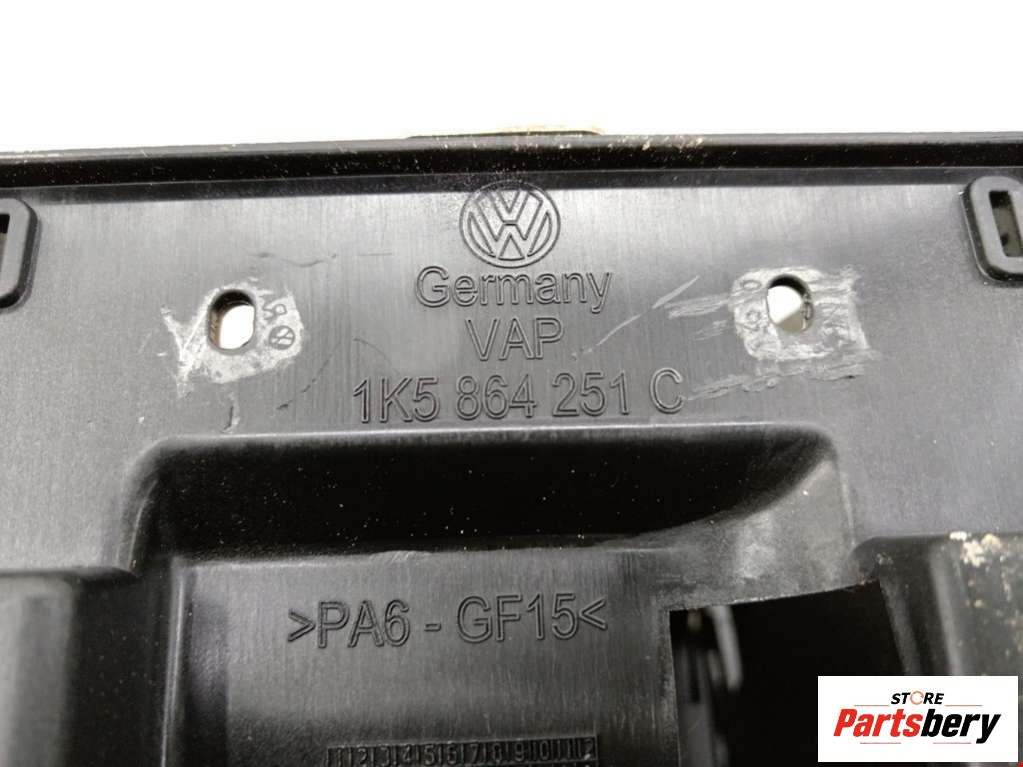 Germany
VAP
1K5 864 251 C
>PA6 - GF15<
STORE
Partsbery